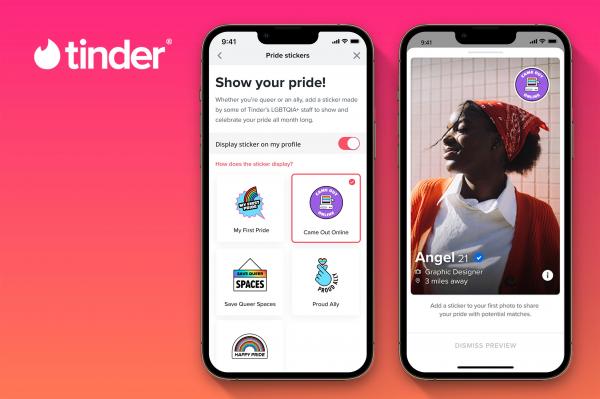 tinder®
9:41
Pride stickers
Show your pride!
Whether you're queer or an ally, add a sticker made
by some of Tinder's LGBTQIA+ staff to show and
celebrate your pride all month long.
Display sticker on my profile
How does the sticker display?
MY FIRST
PRIDE
My First Pride
CAME OUT
ONLINE
Came Out Online
SAVE QUEER
SPACES
Save Queer Spaces
PROUD ALLY!
Proud Ally
HAPPY PRIDE
9:41
CAME OUT
ONLINE
Angel 21
Graphic Designer
3 miles away
i
Add a sticker to your first photo to share
your pride with potential matches.
DISMISS PREVIEW